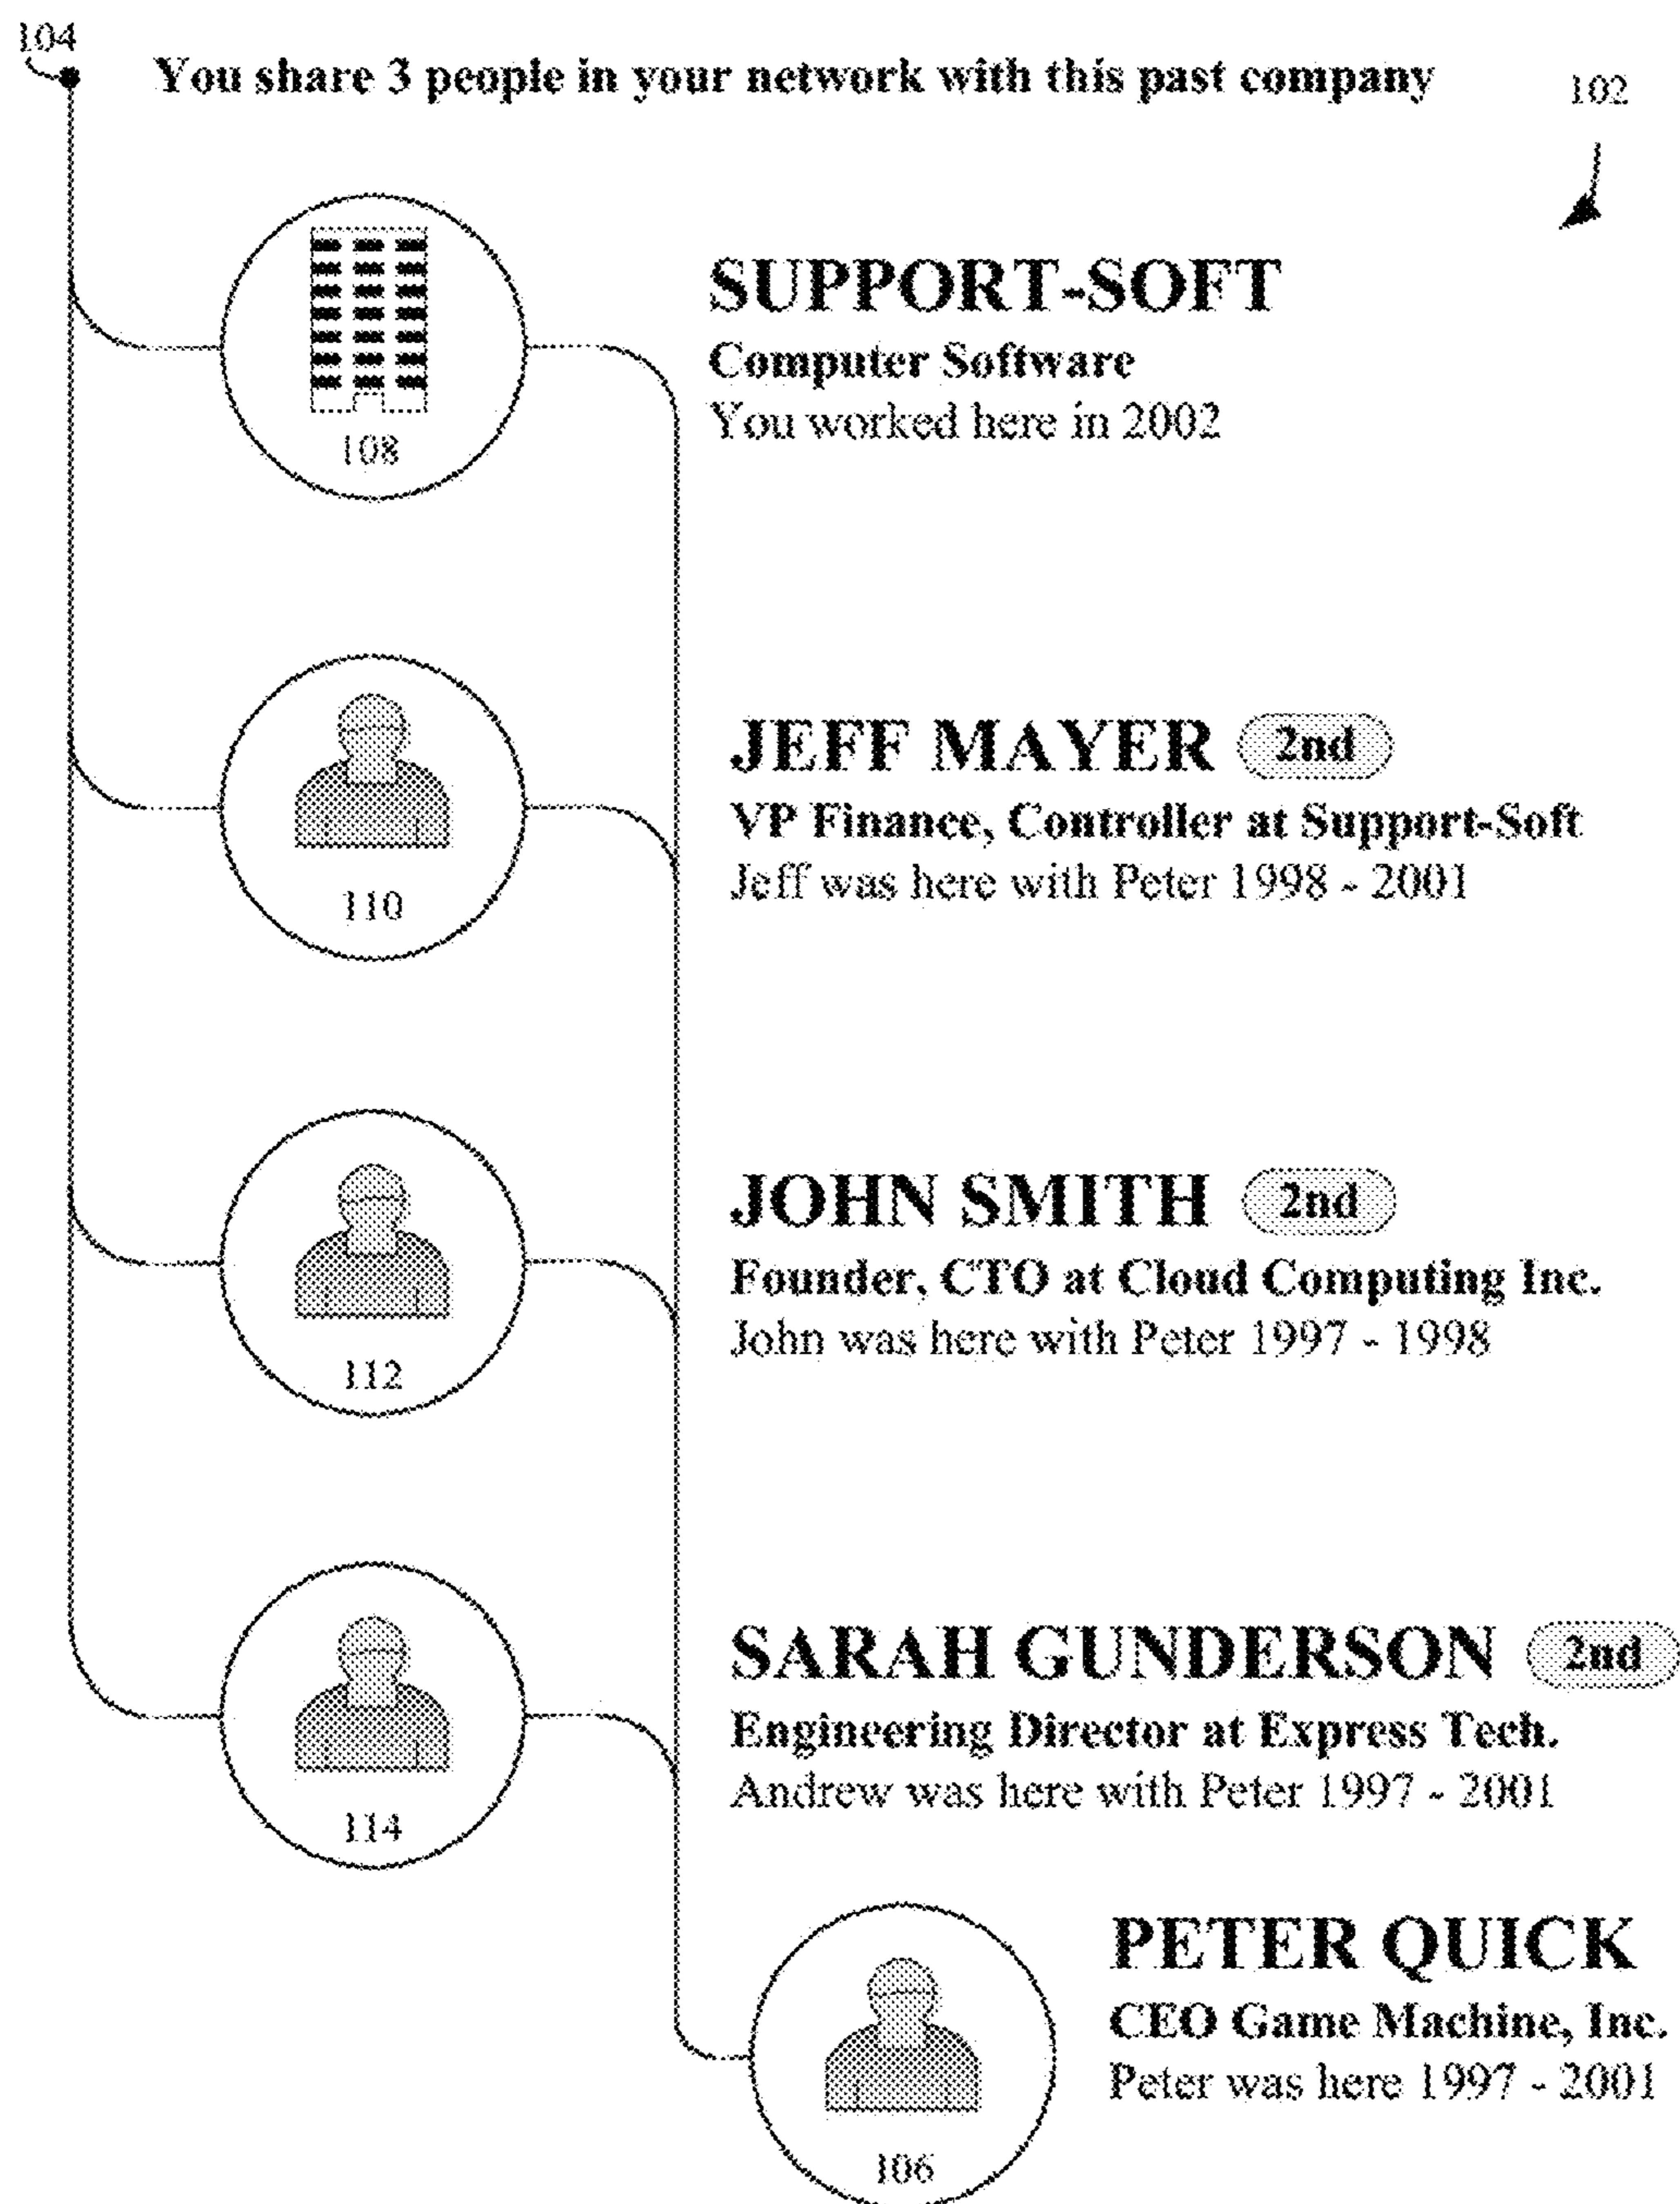 104
You share 3 people in your network with this past company
102
SUPPORT-SOFT
Computer Software
You worked here in 2002
108
JEFF MAYER 2nd
VP Finance, Controller at Support-Soft
Jeff was here with Peter 1998 - 2001
110
JOHN SMITH 2nd
Founder, CTO at Cloud Computing Inc.
John was here with Peter 1997 - 1998
112
SARAH GUNDERSON 2nd
Engineering Director at Express Tech.
Andrew was here with Peter 1997 - 2001
114
PETER QUICK
CEO Game Machine, Inc.
Peter was here 1997 - 2001
106